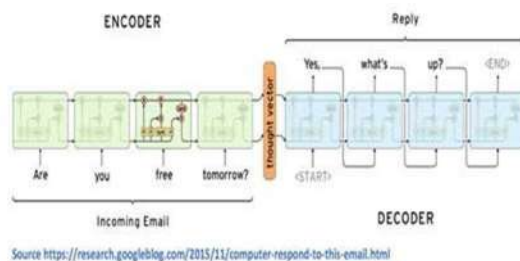 ENCODER
Reply
Yes, what's up? <END>
thought vector
Are you free tomorrow?
<START>
Incoming Email
DECODER
Source https://research.googleblog.com/2015/11/computer-respond-to-this-email.html